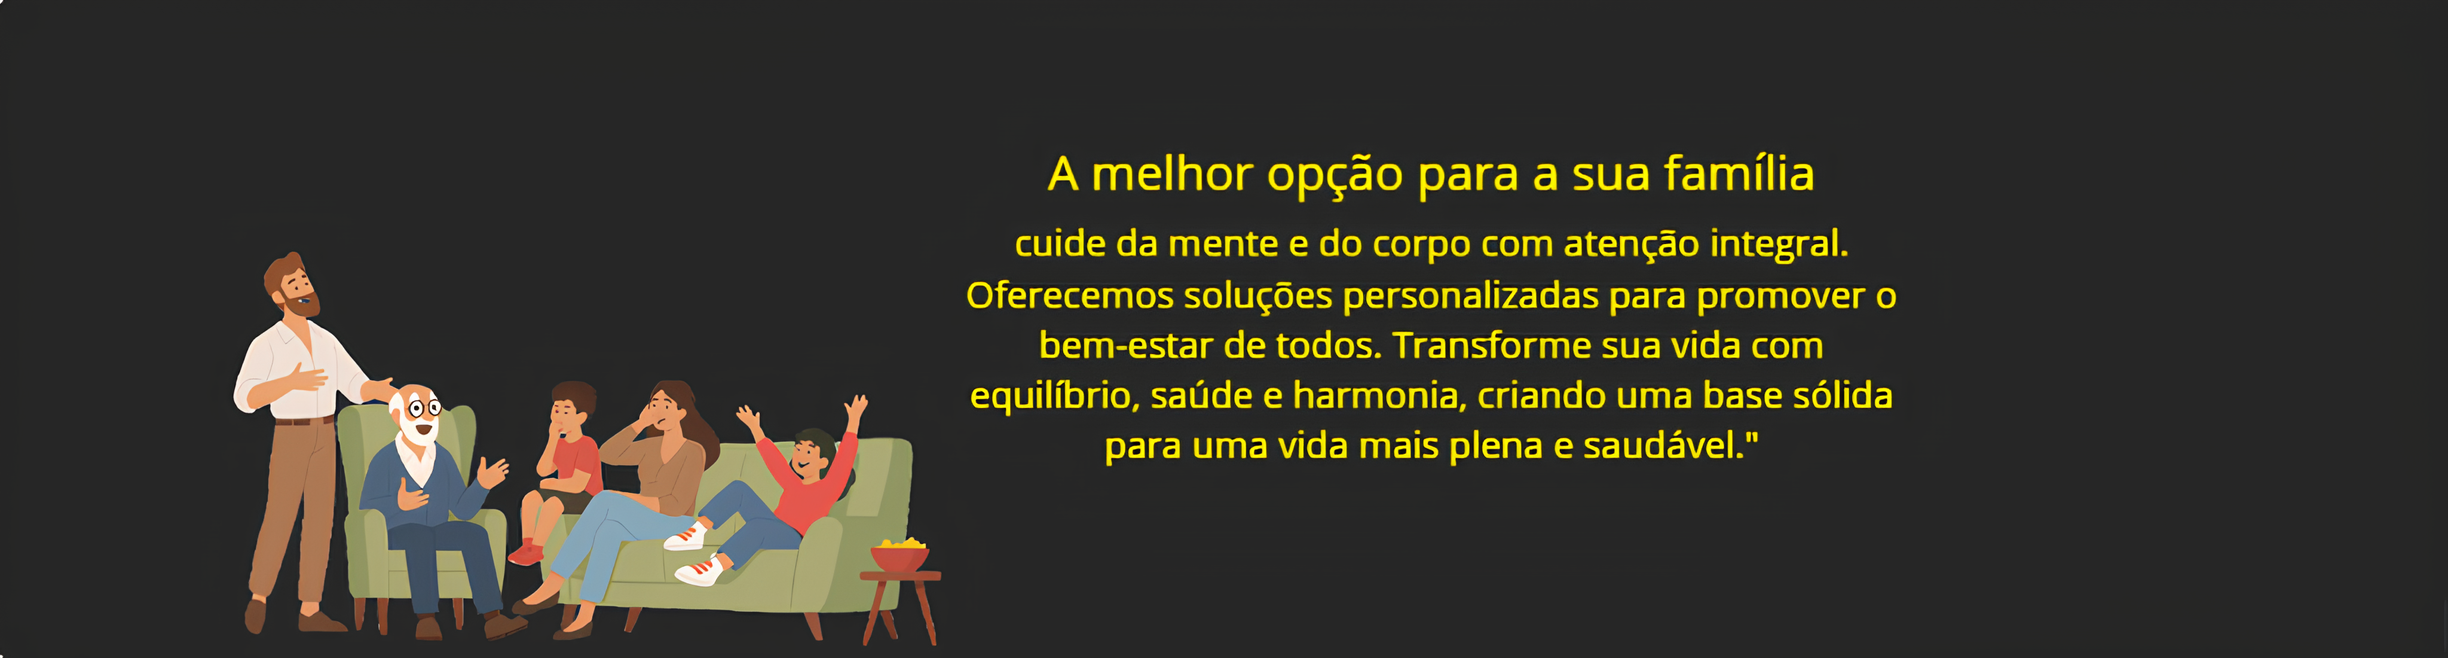 A melhor opção para a sua família
cuide da mente e do corpo com atenção integral.
Oferecemos soluções personalizadas para promover o
bem-estar de todos. Transforme sua vida com
equilíbrio, saúde e harmonia, criando uma base sólida
para uma vida mais plena e saudável."